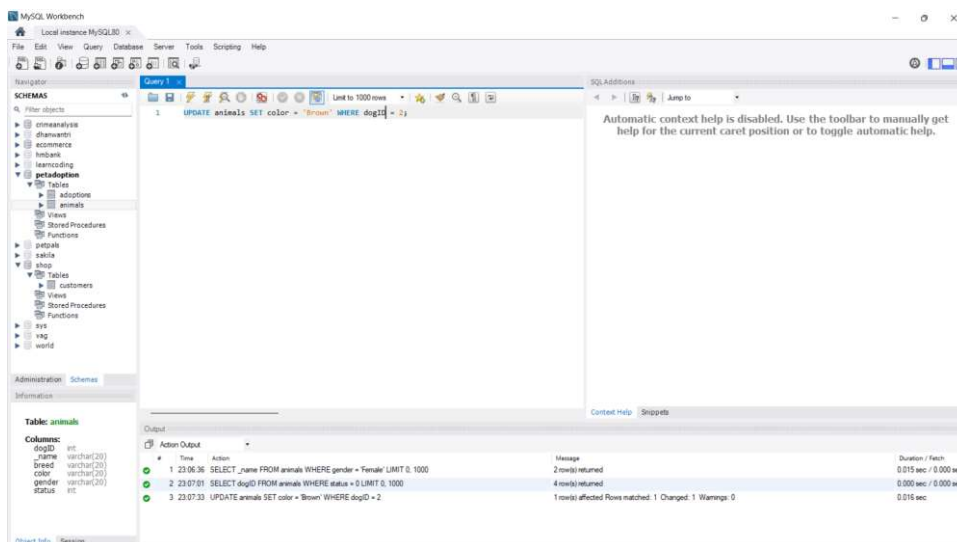 MySQL Workbench
Local instance MySQL80 ×
File Edit View Query Database Server Tools Scripting Help
Navigator
SCHEMAS
Filter objects
crimeanalysis
dhanwantri
ecommerce
hmbank
learncoding
petadoption
Tables
adoptions
animals
Views
Stored Procedures
Functions
petpals
sakila
shop
Tables
customers
Views
Stored Procedures
Functions
sys
vag
world
Administration Schemas
Information
Table: animals
Columns:
dogID int
_name varchar(20)
breed varchar(20)
color varchar(20)
gender varchar(20)
status int
Object Info Session
Query 1 ×
Limit to 1000 rows
1 UPDATE animals SET color = 'Brown' WHERE dogID = 2;
SQLAdditions
Jump to
Automatic context help is disabled. Use the toolbar to manually get
help for the current caret position or to toggle automatic help.
Context Help Snippets
Output
Action Output
# Time Action Message Duration / Fetch
1 23:06:36 SELECT _name FROM animals WHERE gender = 'Female' LIMIT 0, 1000 2 row(s) returned 0.015 sec / 0.000 se
2 23:07:01 SELECT dogID FROM animals WHERE status = 0 LIMIT 0, 1000 4 row(s) returned 0.000 sec / 0.000 se
3 23:07:33 UPDATE animals SET color = 'Brown' WHERE dogID = 2 1 row(s) affected Rows matched: 1 Changed: 1 Warnings: 0 0.016 sec